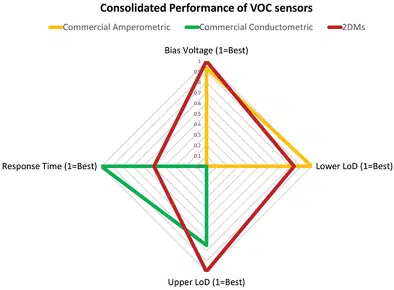 Consolidated Performance of VOC sensors
Commercial Amperometric Commercial Conductometric 2DMs
Bias Voltage (1=Best)
1
0.9
0.8
0.7
0.6
0.5
0.4
0.3
0.2
0.1
0
Response Time (1=Best) Lower LoD (1=Best)
Upper LoD (1=Best)